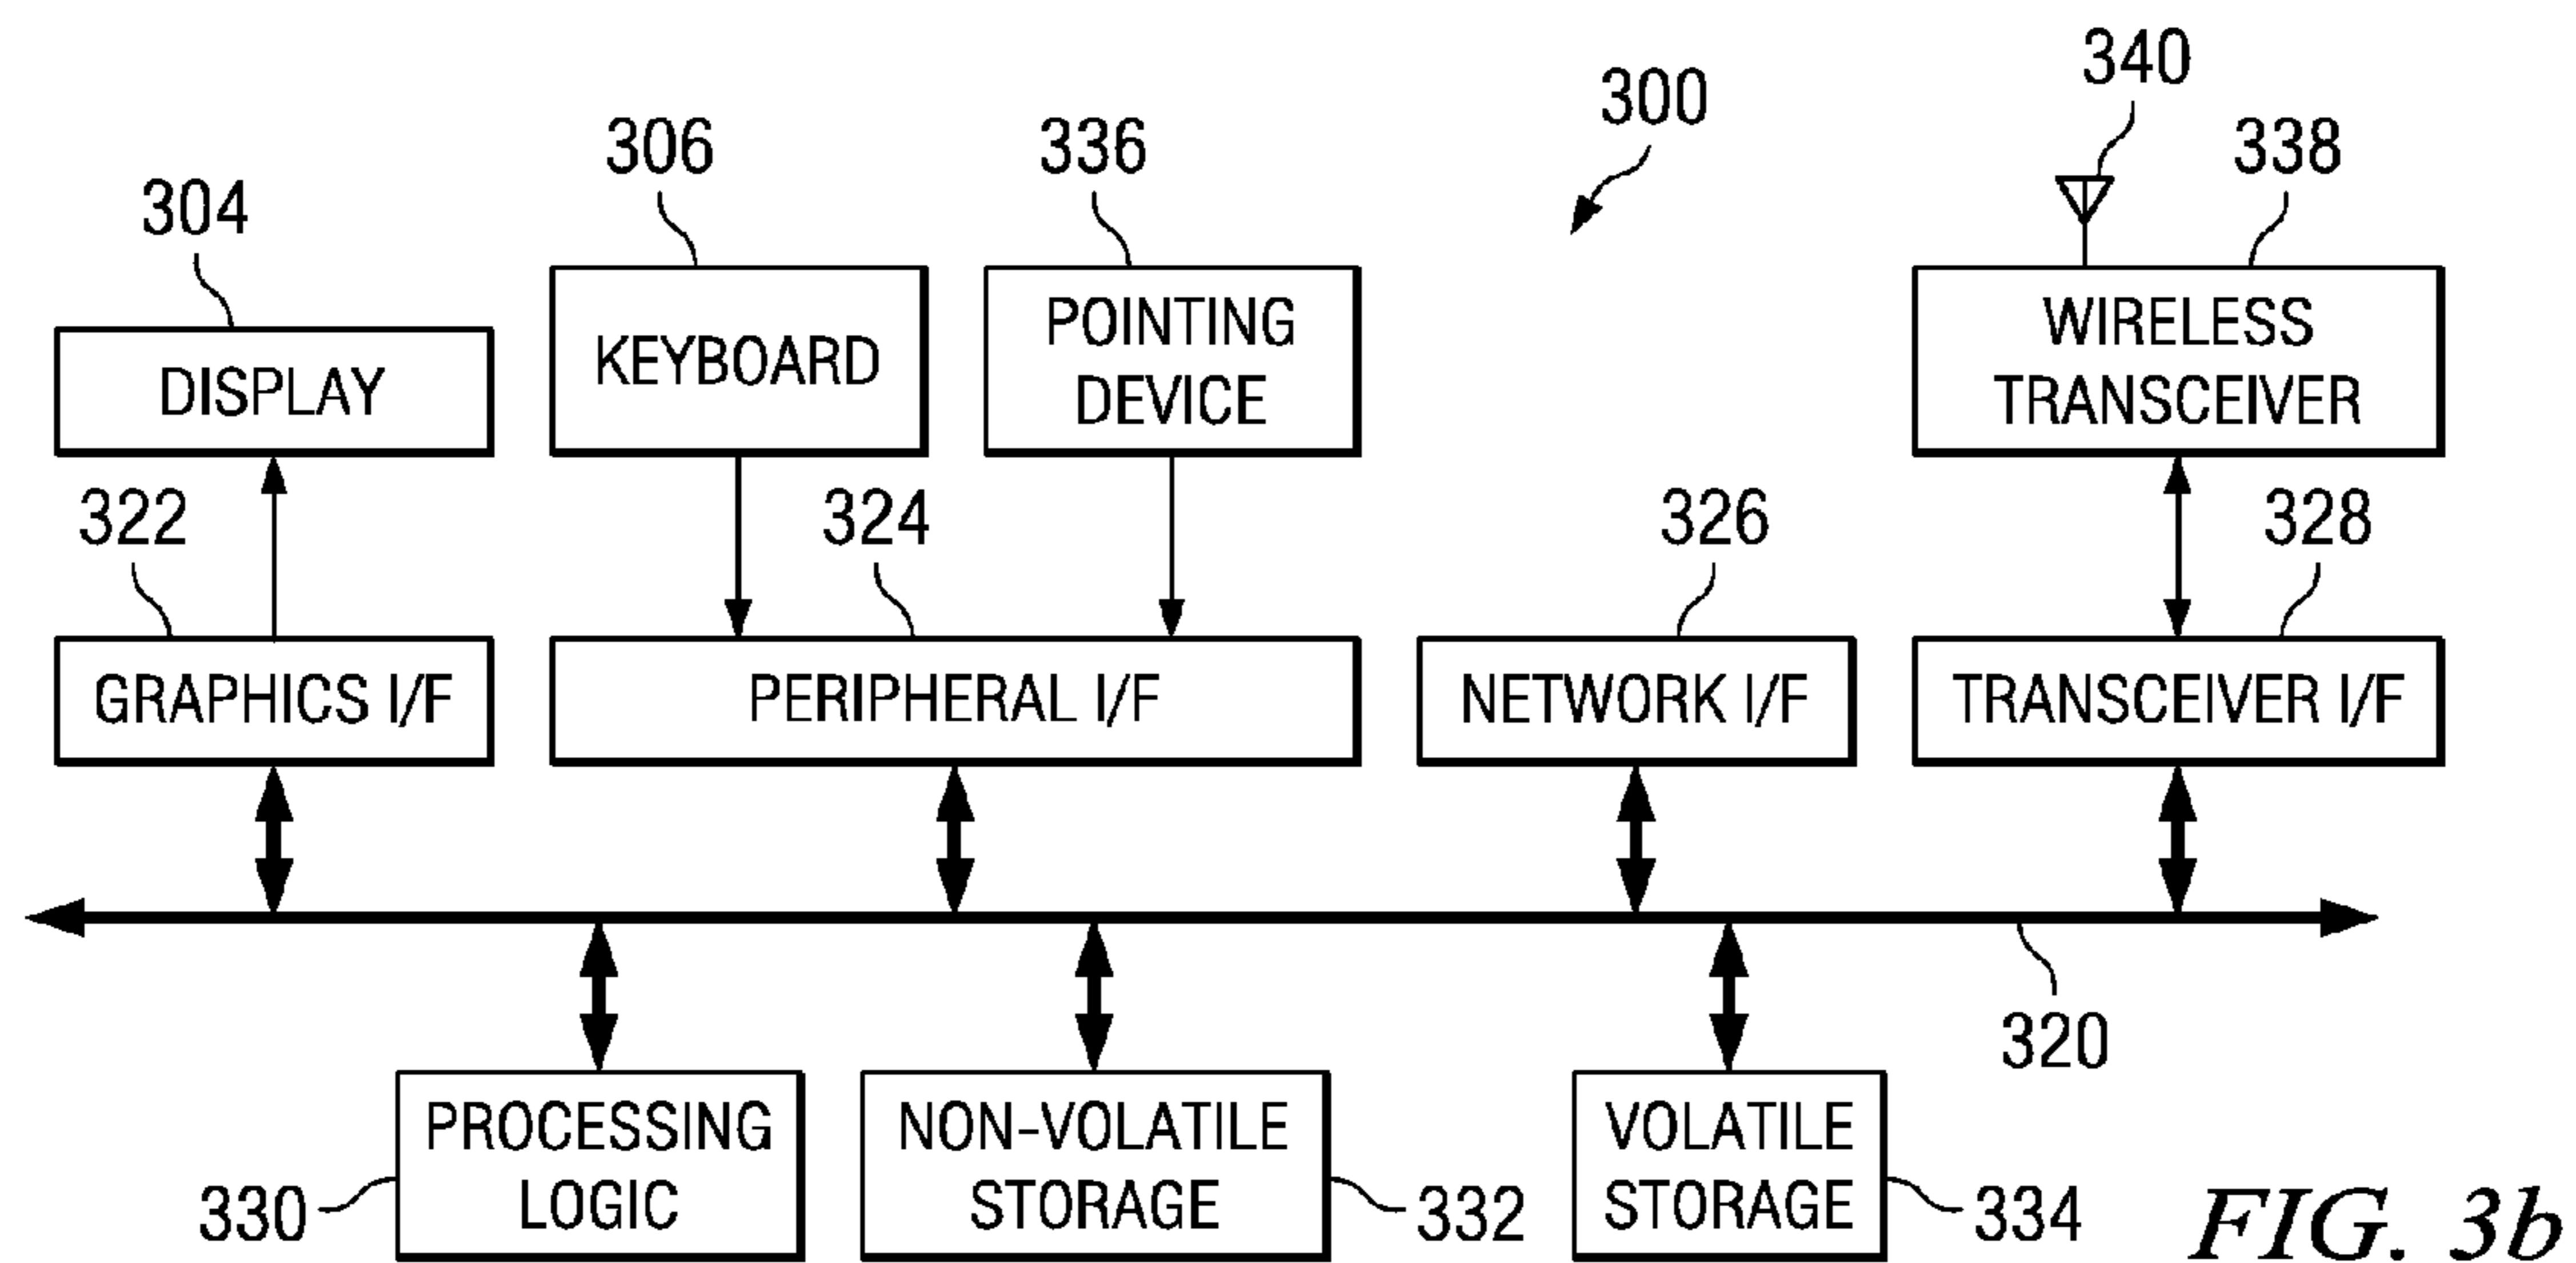 340
300
338
306
336
304
DISPLAY
KEYBOARD
POINTING
DEVICE
WIRELESS
TRANSCEIVER
322
324
326
328
GRAPHICS I/F
PERIPHERAL I/F
NETWORK I/F
TRANSCEIVER I/F
320
PROCESSING
LOGIC
NON-VOLATILE
STORAGE
VOLATILE
STORAGE
330
332
334
FIG. 3b